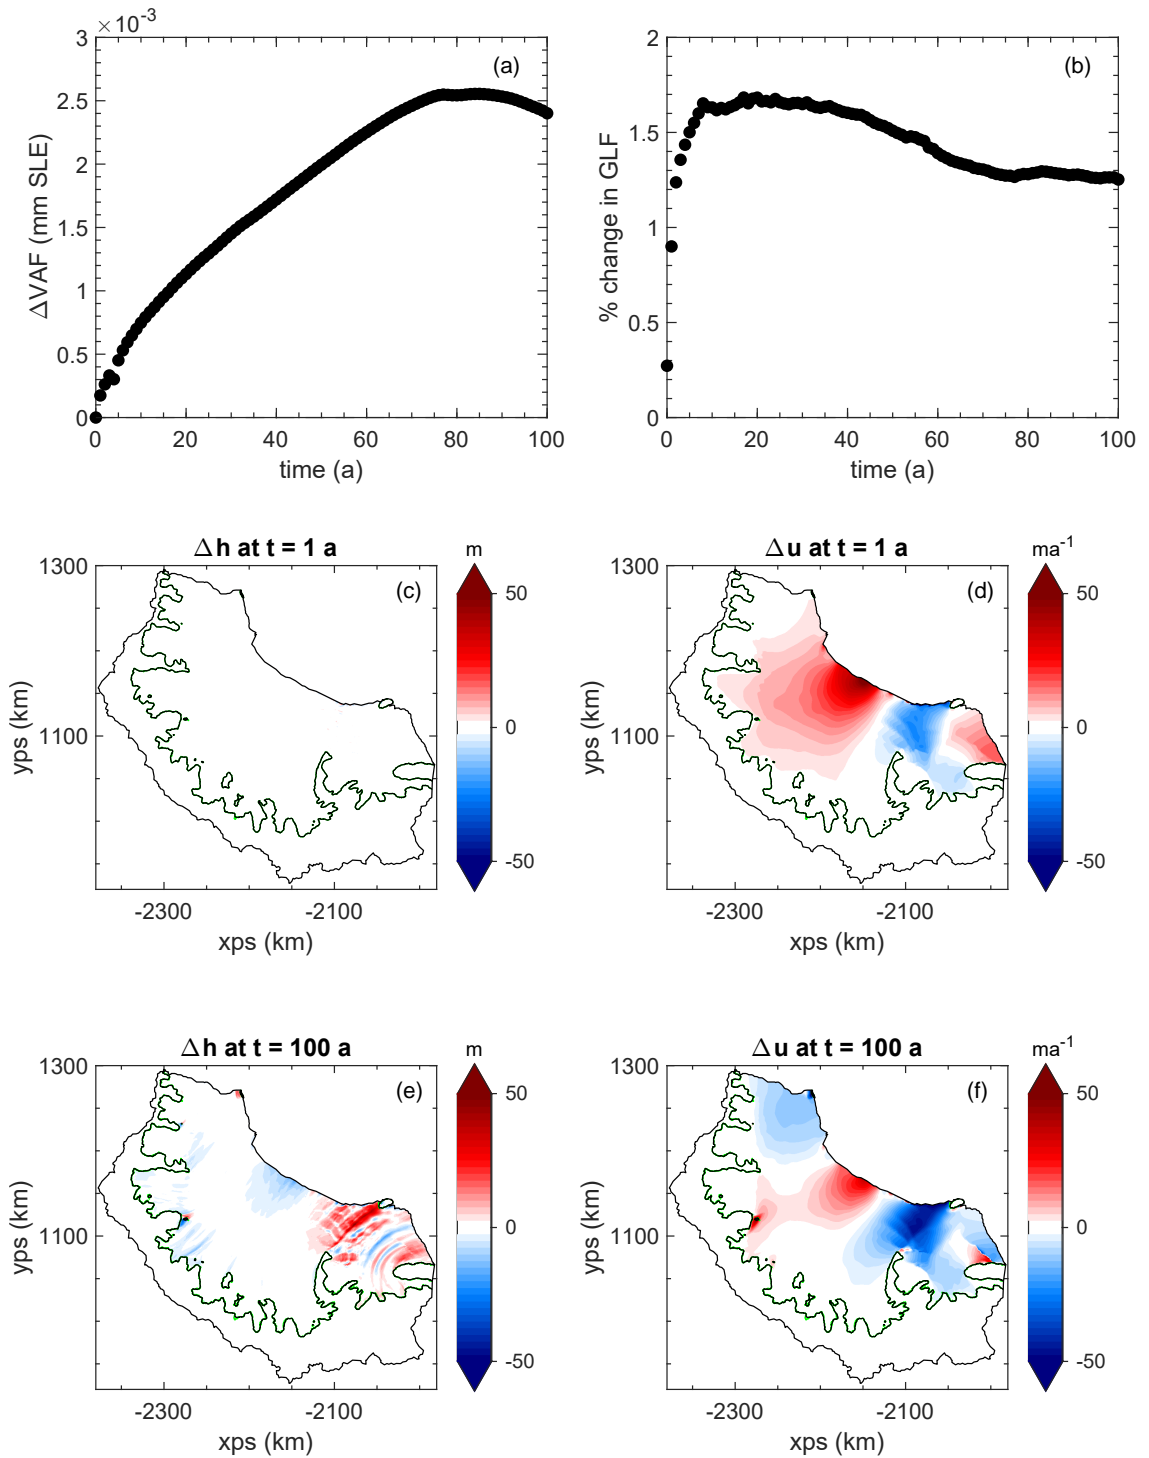 ×10-3
3
2.5
2
1.5
1
0.5
0
0 20 40 60 80 100
ΔVAF (mm SLE)
time (a)
(a)
2
1.5
1
0.5
0
0 20 40 60 80 100
% change in GLF
time (a)
(b)
Δh at t = 1 a
m
(c)
1300
1100
yps (km)
-2300 -2100
xps (km)
50
0
-50
Δu at t = 1 a
ma-1
(d)
1300
1100
yps (km)
-2300 -2100
xps (km)
50
0
-50
Δh at t = 100 a
m
(e)
1300
1100
yps (km)
-2300 -2100
xps (km)
50
0
-50
Δu at t = 100 a
ma-1
(f)
1300
1100
yps (km)
-2300 -2100
xps (km)
50
0
-50